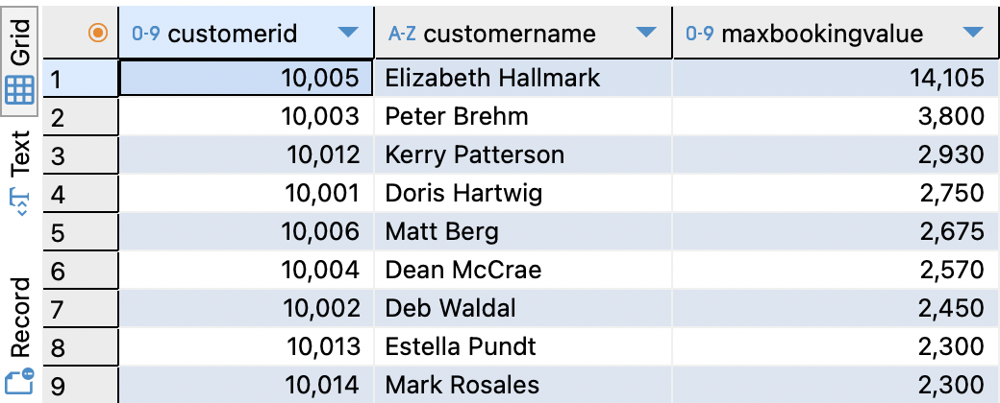 Grid
Text
Record
0-9 customerid A-Z customername 0-9 maxbookingvalue
1 10,005 Elizabeth Hallmark 14,105
2 10,003 Peter Brehm 3,800
3 10,012 Kerry Patterson 2,930
4 10,001 Doris Hartwig 2,750
5 10,006 Matt Berg 2,675
6 10,004 Dean McCrae 2,570
7 10,002 Deb Waldal 2,450
8 10,013 Estella Pundt 2,300
9 10,014 Mark Rosales 2,300